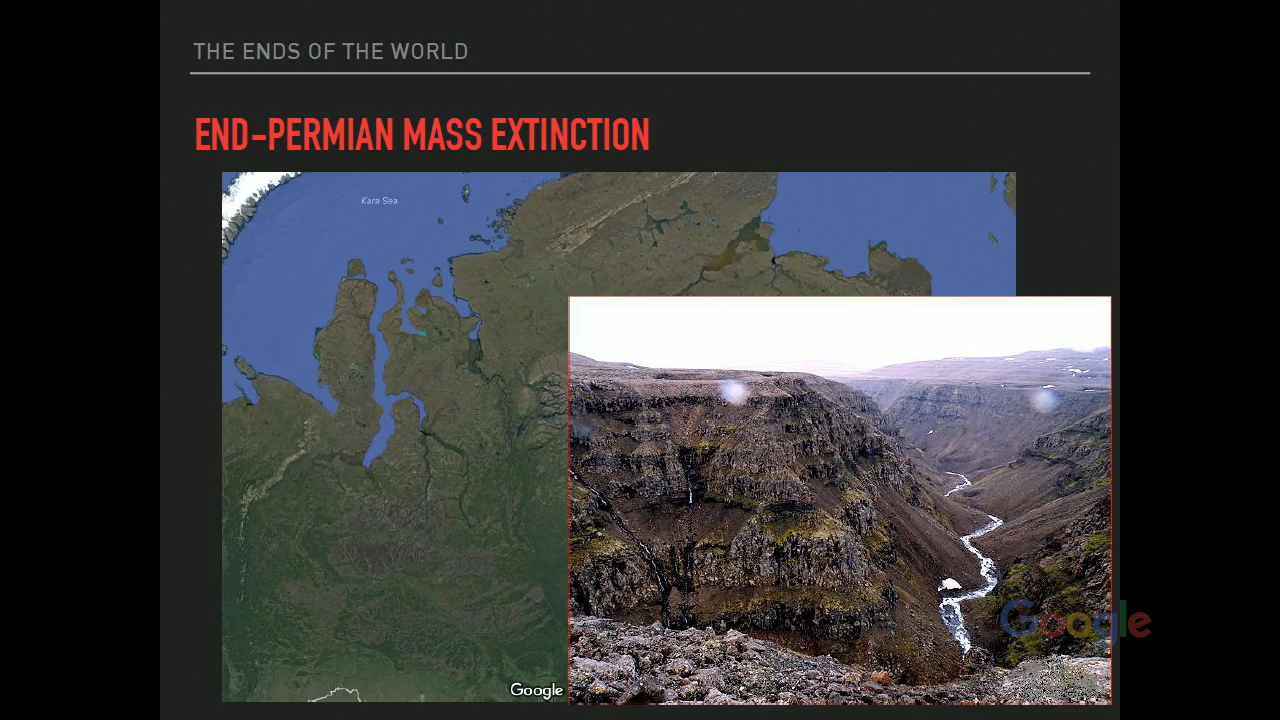 THE ENDS OF THE WORLD
END-PERMIAN MASS EXTINCTION
Kara Sea
Google
Google